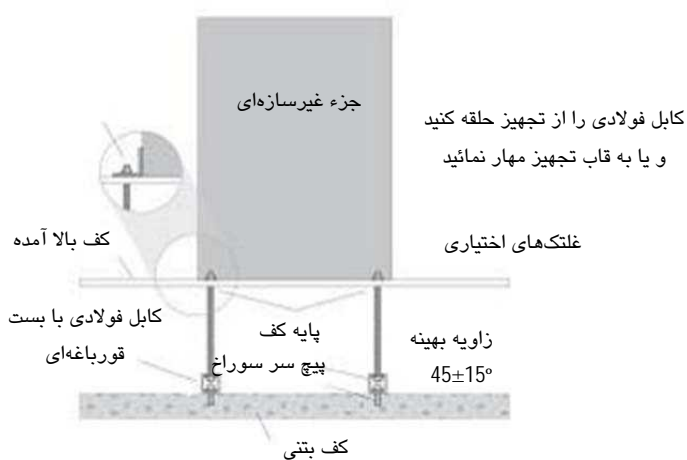 جزء غیرسازه‌ای
کابل فولادی را از تجهیز حلقه کنید
و یا به قاب تجهیز مهار نمائید
غلتک‌های اختیاری
کف بالا آمده
کابل فولادی با بست
قورباغه‌ای
پایه کف
پیچ سر سوراخ
زاویه بهینه
45±15º
کف بتنی